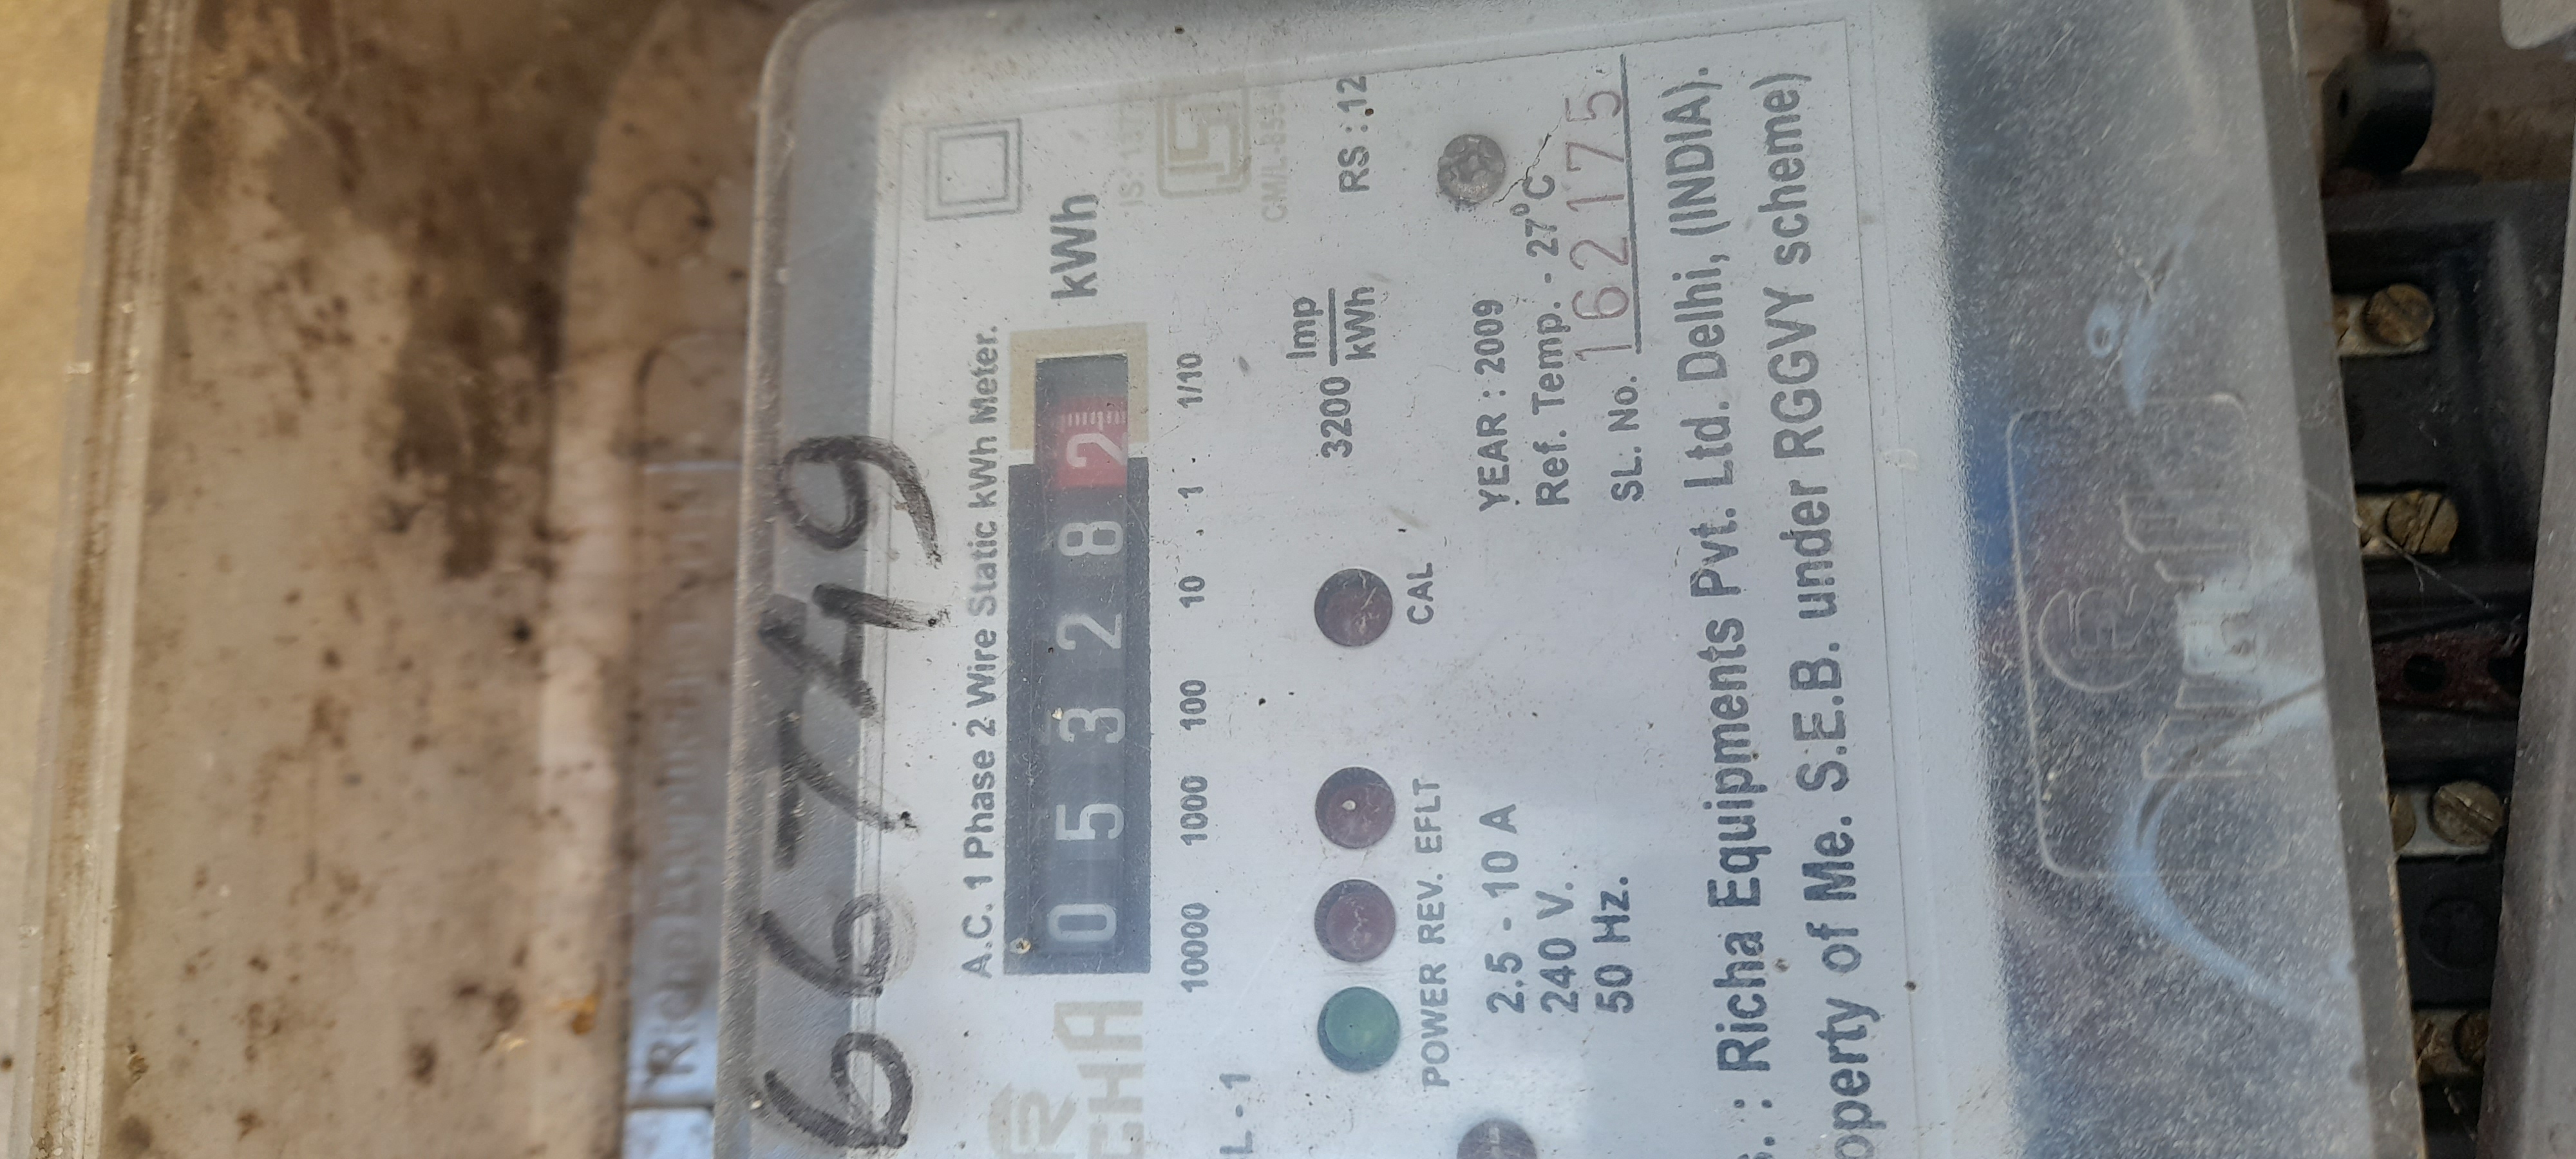 667A9
A.C. 1 Phase 2 Wire Static kWh Meter.
0 5 3 2 8 2 kWh
10000 1000 100 10 . 1 . 1/10
L-1
3200 Imp/kWh
RS : 12
POWER REV. EFLT CAL
2.5 - 10 A
240 V.
50 Hz.
YEAR : 2009
Ref. Temp. - 27°C
SL. No. 162175
: Richa Equipments Pvt. Ltd. Delhi, (INDIA).
of Me. S.E.B. under RGGVY scheme)